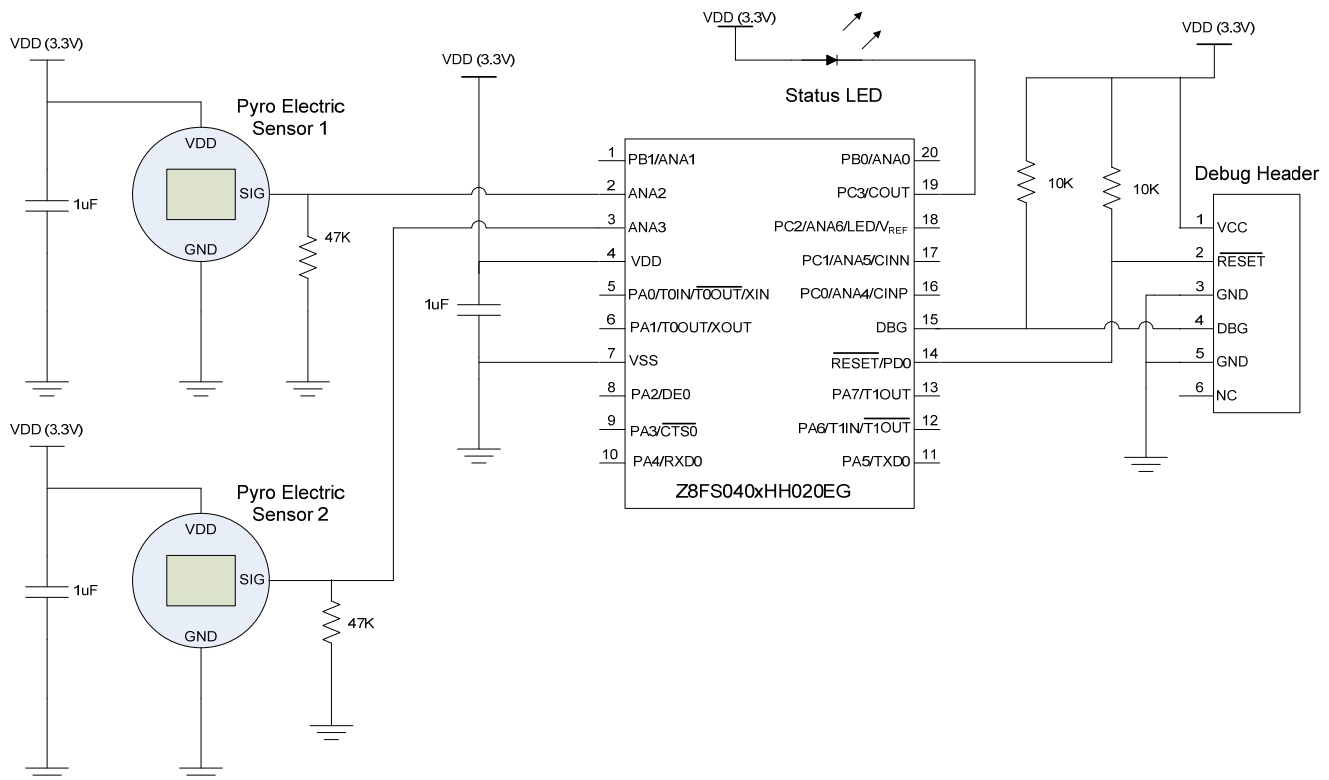 VDD (3.3V)
Pyro Electric
Sensor 1
VDD
SIG
GND
1uF
47K
VDD (3.3V)
Pyro Electric
Sensor 2
VDD
SIG
GND
1uF
47K
VDD (3.3V)
1uF
VDD (3.3V)
Status LED
1 PB1/ANA1
2 ANA2
3 ANA3
4 VDD
5 PA0/T0IN/T0OUT/XIN
6 PA1/T0OUT/XOUT
7 VSS
8 PA2/DE0
9 PA3/CTS0
10 PA4/RXD0
PB0/ANA0 20
PC3/COUT 19
PC2/ANA6/LED/VREF 18
PC1/ANA5/CINN 17
PC0/ANA4/CINP 16
DBG 15
RESET/PD0 14
PA7/T1OUT 13
PA6/T1IN/T1OUT 12
PA5/TXD0 11
Z8FS040xHH020EG
VDD (3.3V)
10K
10K
Debug Header
1 VCC
2 RESET
3 GND
4 DBG
5 GND
6 NC